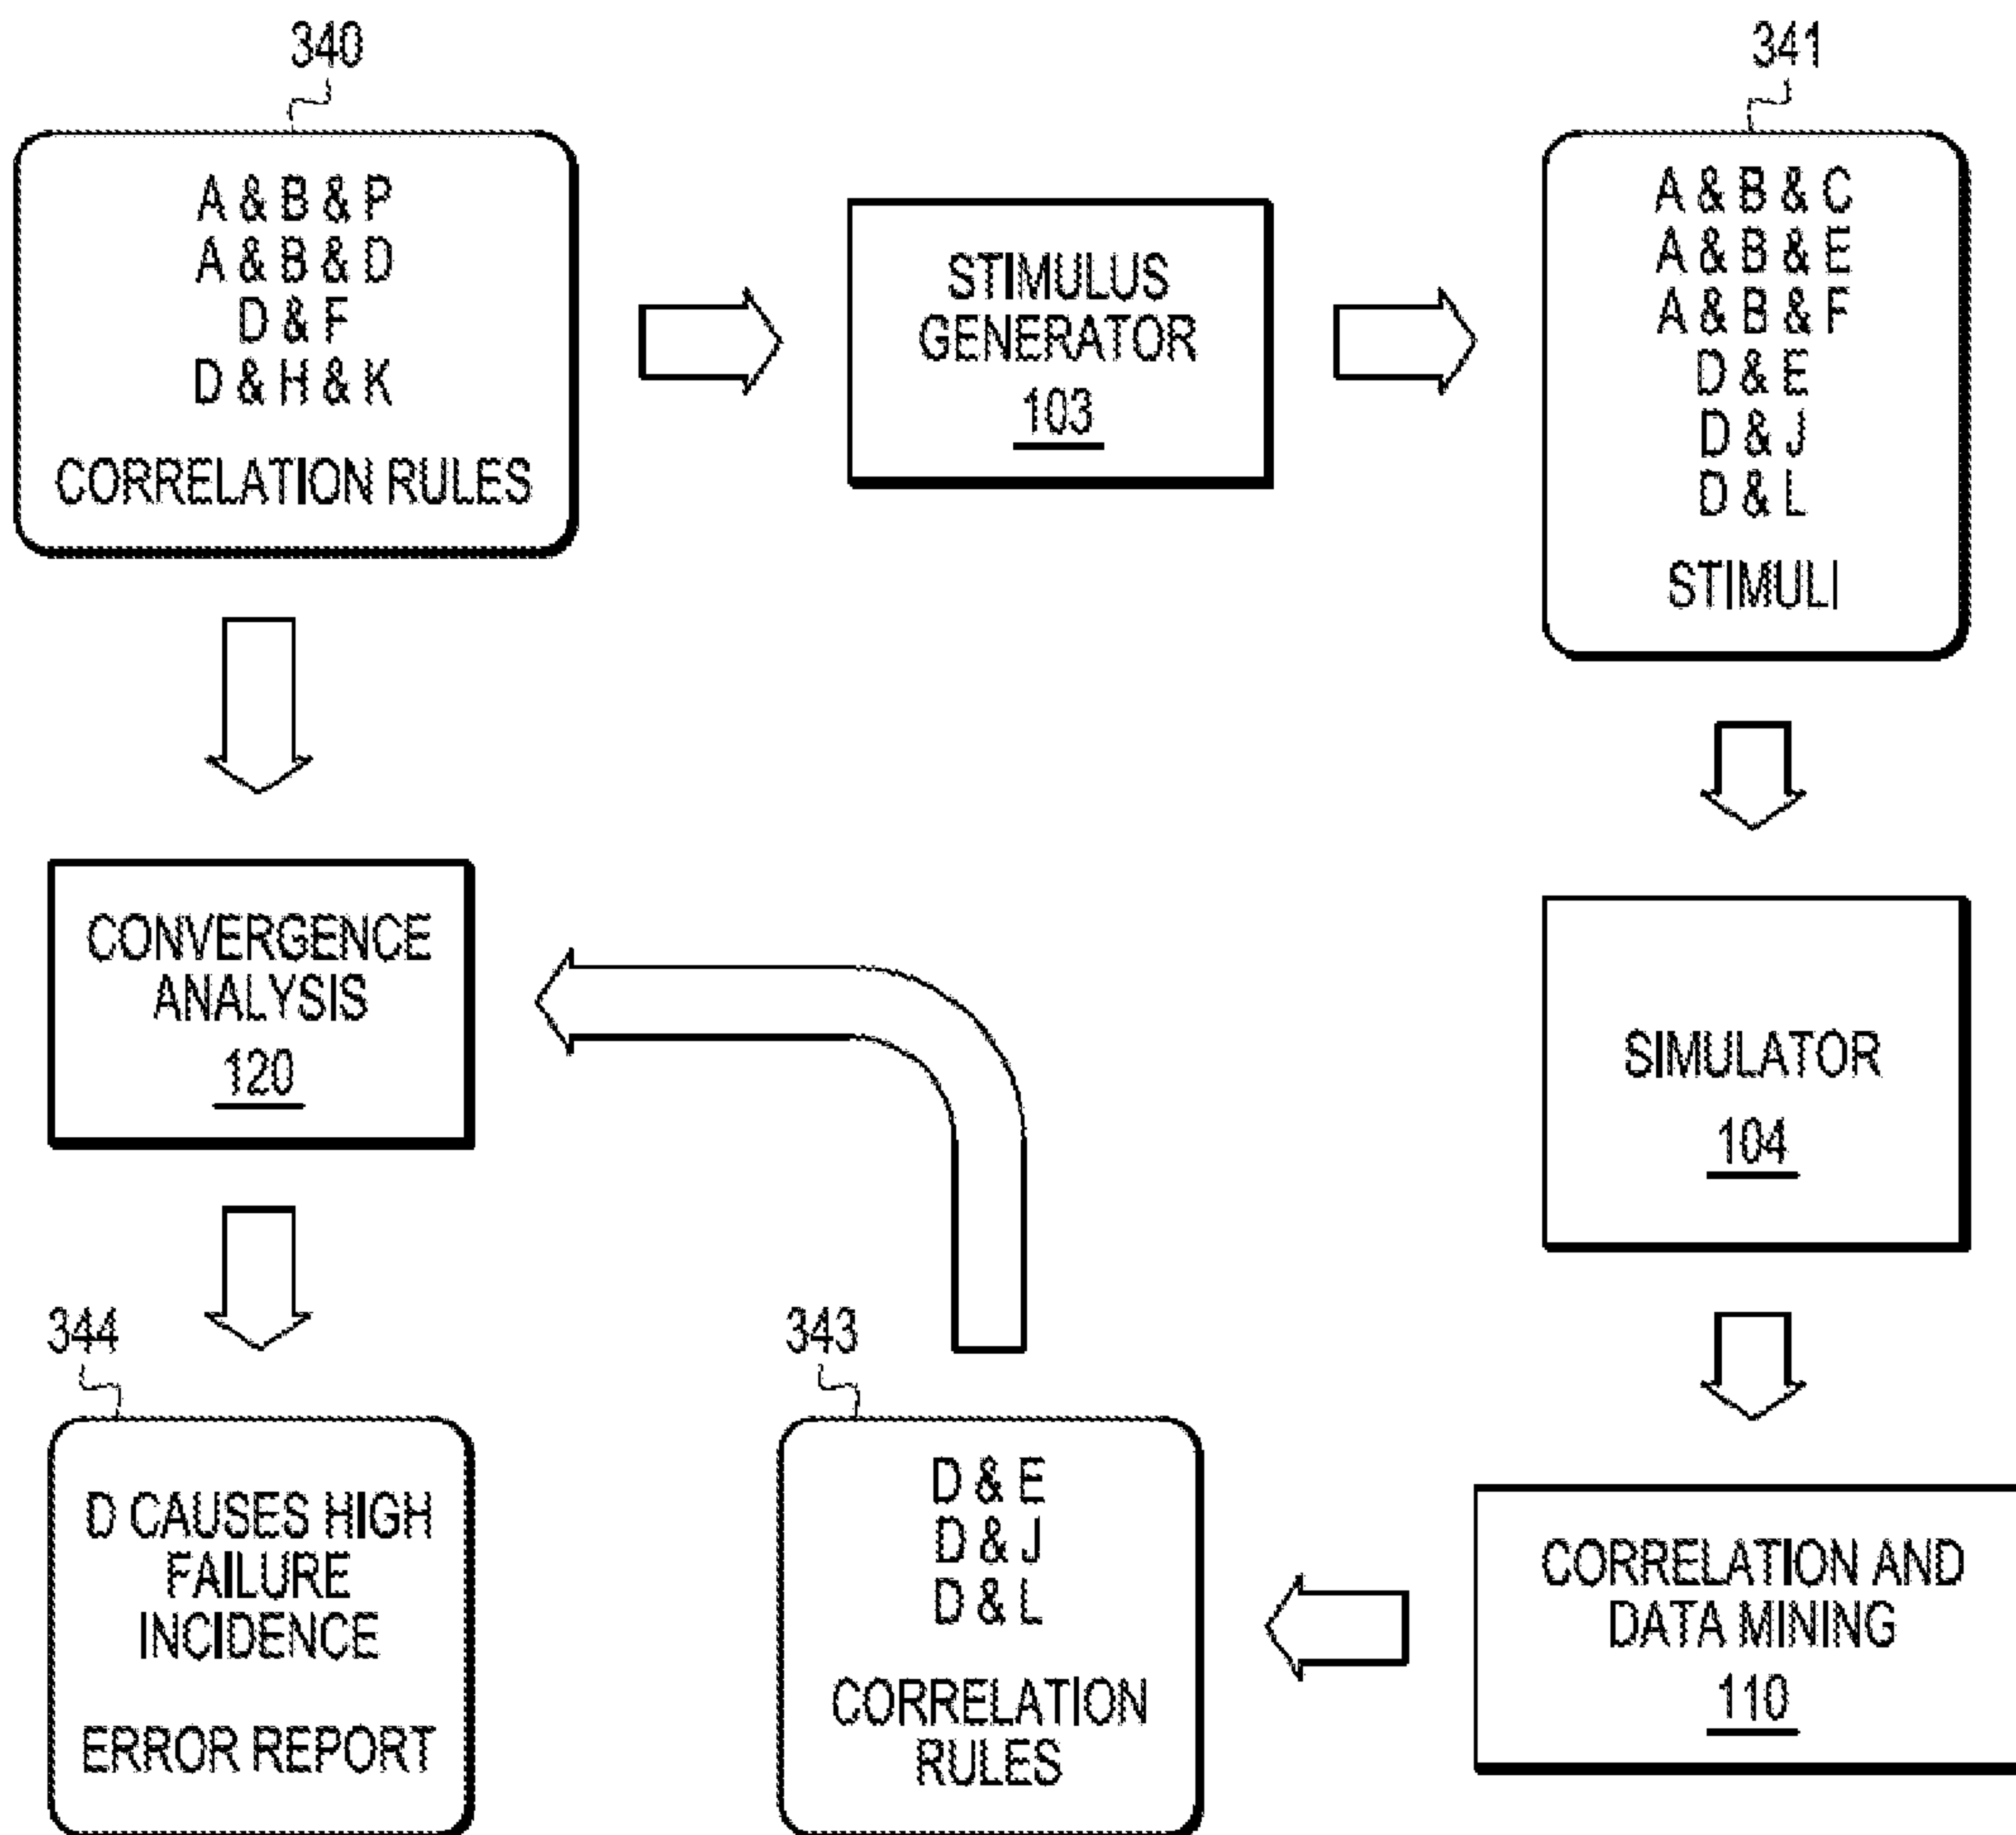 340
A & B & P
A & B & D
D & F
D & H & K
CORRELATION RULES
STIMULUS
GENERATOR
103
341
A & B & C
A & B & E
A & B & F
D & E
D & J
D & L
STIMULI
CONVERGENCE
ANALYSIS
120
SIMULATOR
104
344
D CAUSES HIGH
FAILURE
INCIDENCE
ERROR REPORT
343
D & E
D & J
D & L
CORRELATION
RULES
CORRELATION AND
DATA MINING
110